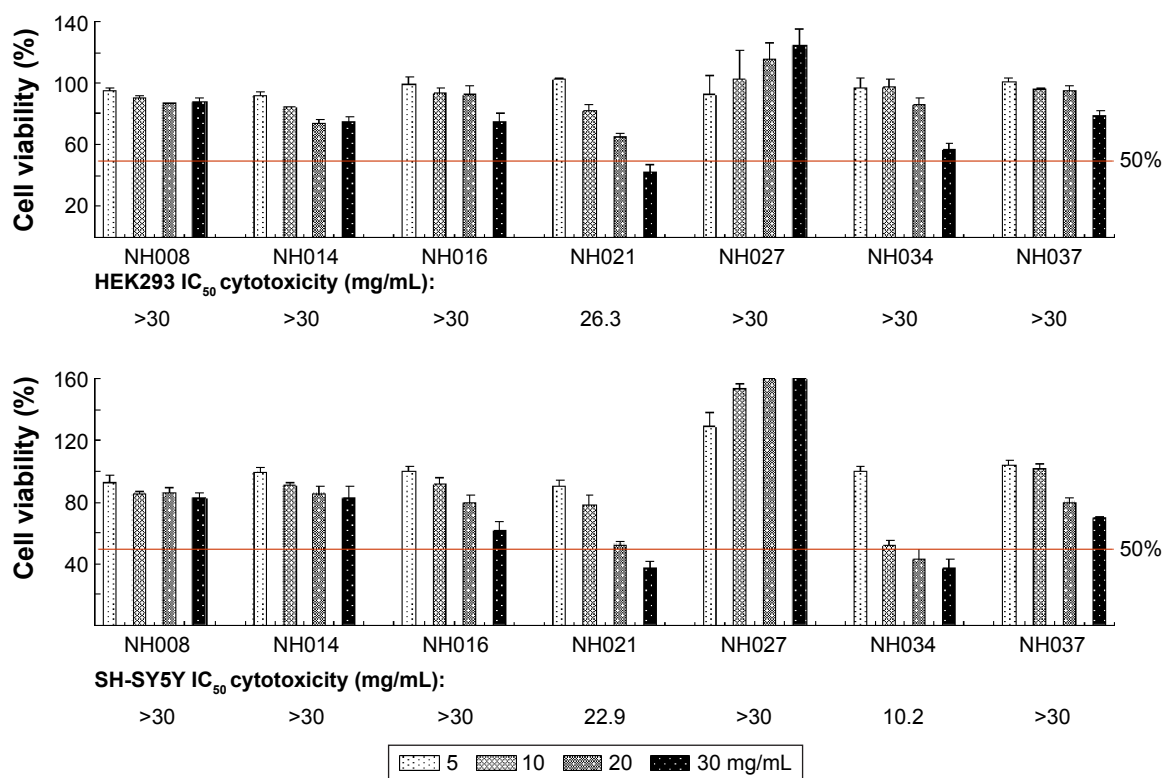 140
100
60
20
Cell viability (%)
50%
NH008 NH014 NH016 NH021 NH027 NH034 NH037
HEK293 IC50 cytotoxicity (mg/mL):
>30 >30 >30 26.3 >30 >30 >30
160
120
80
40
Cell viability (%)
50%
NH008 NH014 NH016 NH021 NH027 NH034 NH037
SH-SY5Y IC50 cytotoxicity (mg/mL):
>30 >30 >30 22.9 >30 10.2 >30
5 10 20 30 mg/mL